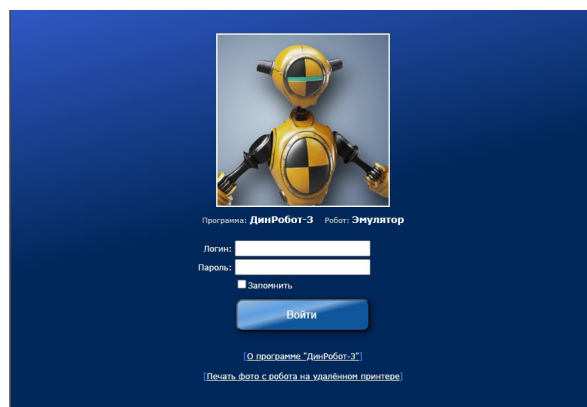 Программа: ДинРобот-3 Робот: Эмулятор
Логин:
Пароль:
Запомнить
Войти
[О программе "ДинРобот-3"]
[Печать фото с робота на удалённом принтере]